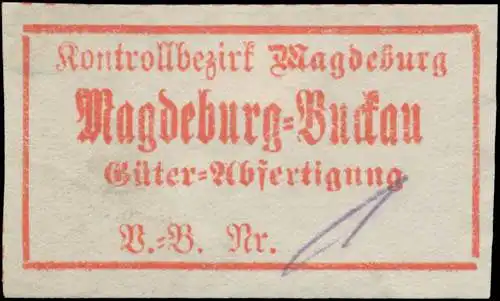 Kontrollbezirk Magdeburg
Magdeburg=Buckau
Güter=Abfertigung
V.=B. Nr.